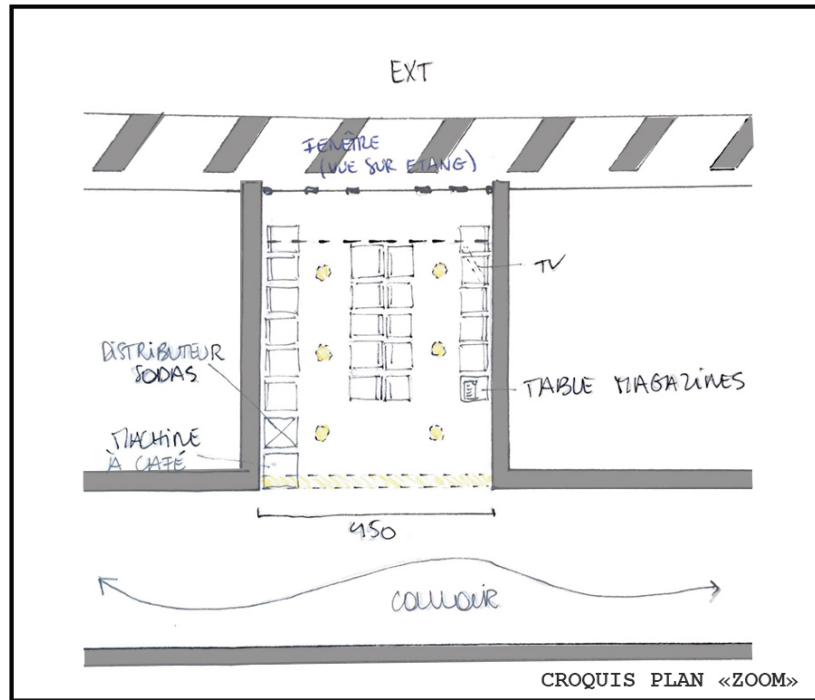 EXT
FENÊTRE
(VUE SUR ETANG)
TV
DISTRIBUTEUR
SODAS
TABLE MAGAZINES
MACHINE
À CAFÉ
450
COULOIR
CROQUIS PLAN «ZOOM»